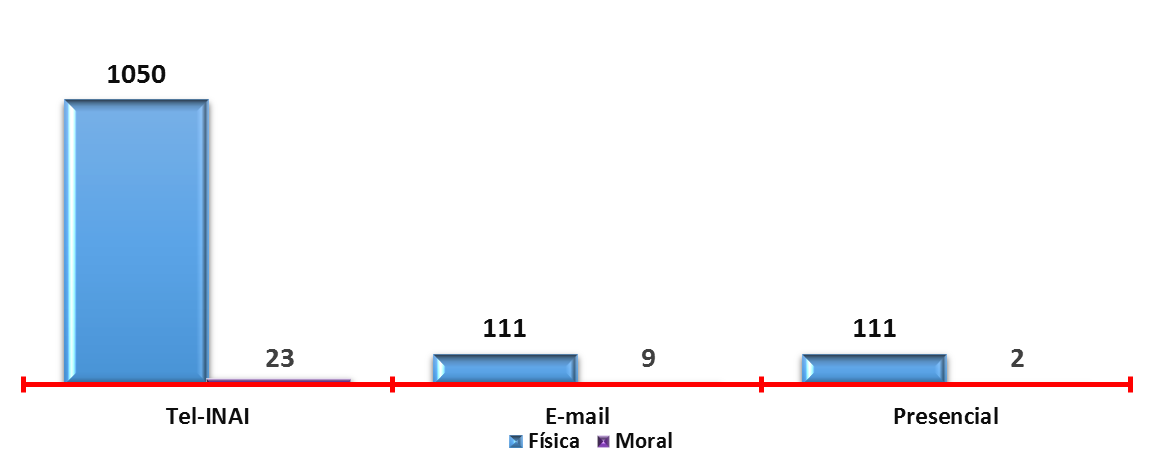 1050
23
111
9
111
2
Tel-INAI
E-mail
Presencial
Física
Moral